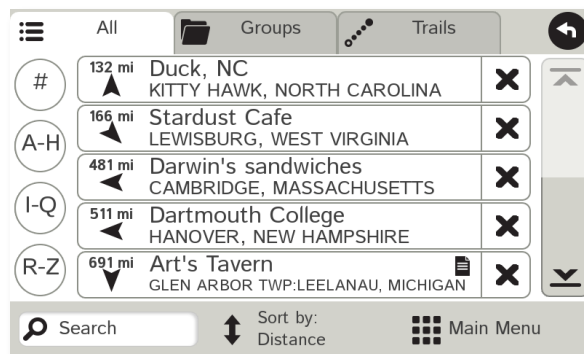 All
Groups
Trails
#
A-H
I-Q
R-Z
132 mi
Duck, NC
KITTY HAWK, NORTH CAROLINA
166 mi
Stardust Cafe
LEWISBURG, WEST VIRGINIA
481 mi
Darwin's sandwiches
CAMBRIDGE, MASSACHUSETTS
511 mi
Dartmouth College
HANOVER, NEW HAMPSHIRE
691 mi
Art's Tavern
GLEN ARBOR TWP:LEELANAU, MICHIGAN
Search
Sort by:
Distance
Main Menu